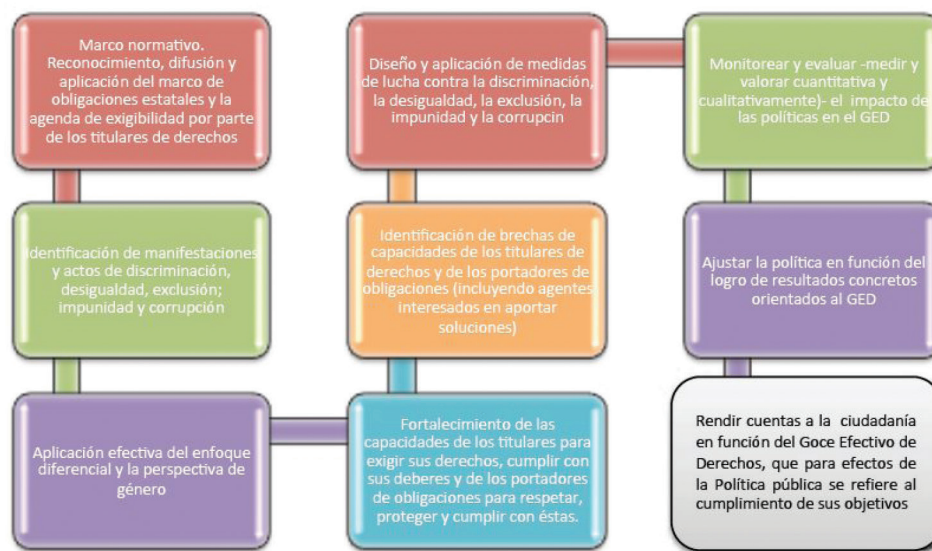 Marco normativo.
Reconocimiento, difusión y
aplicación del marco de
obligaciones estatales y la
agenda de exigibilidad por parte
de los titulares de derechos
Identificación de manifestaciones
y actos de discriminación,
desigualdad, exclusión;
impunidad y corrupción
Aplicación efectiva del enfoque
diferencial y la perspectiva de
género
Fortalecimiento de las
capacidades de los titulares para
exigir sus derechos, cumplir con
sus deberes y de los portadores
de obligaciones para respetar,
proteger y cumplir con éstas.
Identificación de brechas de
capacidades de los titulares de
derechos y de los portadores de
obligaciones (incluyendo agentes
interesados en aportar
soluciones)
Diseño y aplicación de medidas
de lucha contra la discriminación,
la desigualdad, la exclusión, la
impunidad y la corrupcin
Monitorear y evaluar -medir y
valorar cuantitativa y
cualitativamente)- el impacto de
las políticas en el GED
Ajustar la política en función del
logro de resultados concretos
orientados al GED
Rendir cuentas a la ciudadanía
en función del Goce Efectivo de
Derechos, que para efectos de
la Política pública se refiere al
cumplimiento de sus objetivos